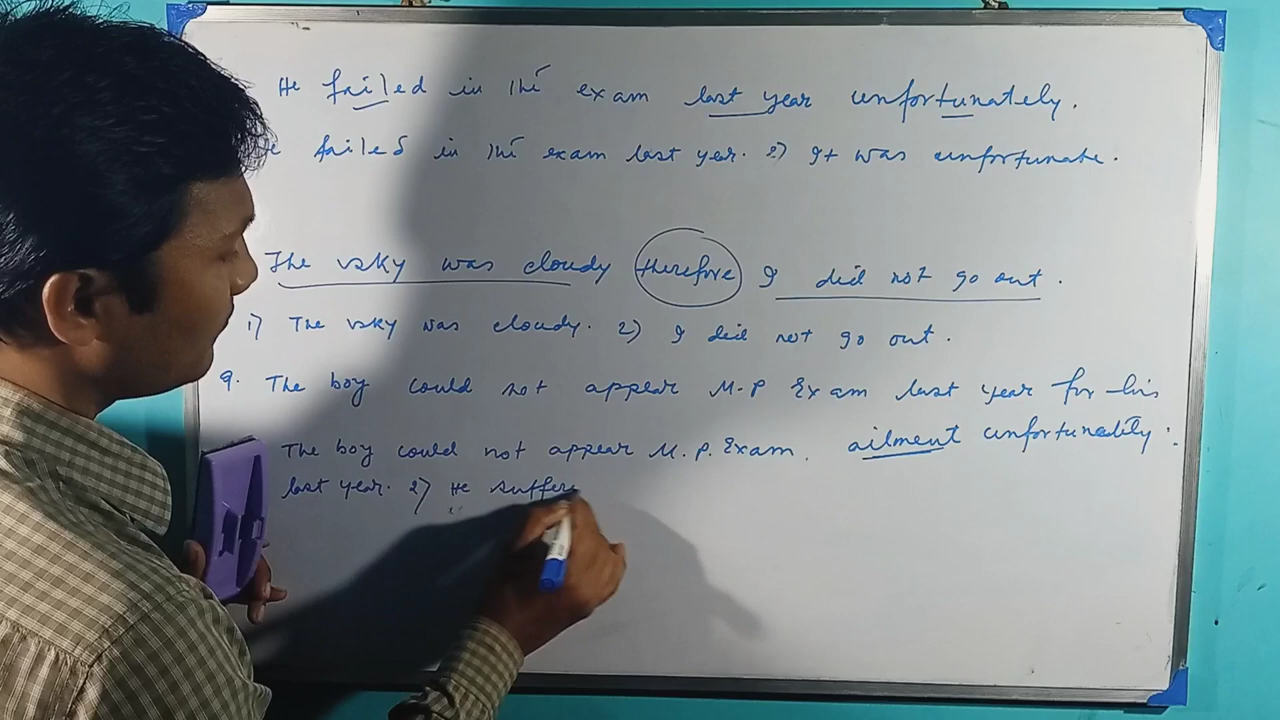 He failed in the exam last year unfortunately.
failed in the exam last year. 2) It was unfortunate.
The sky was cloudy therefore I did not go out.
1) The sky was cloudy. 2) I did not go out.
9. The boy could not appear M.P Exam last year for his
ailment unfortunately.
The boy could not appear M.P. Exam.
last year. 2) He suffere